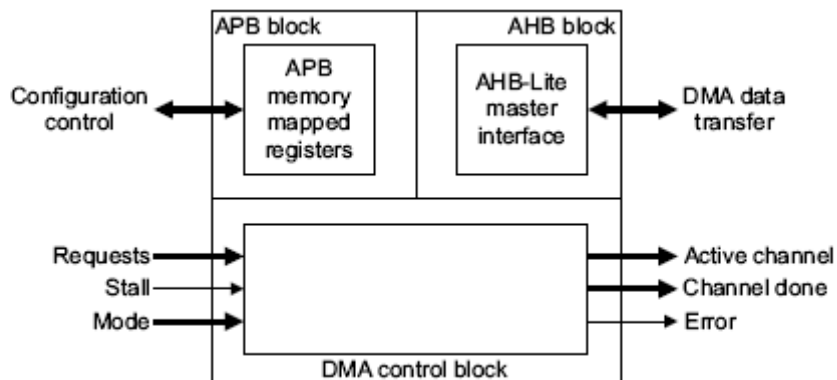 APB block
AHB block
APB
memory
mapped
registers
AHB-Lite
master
interface
Configuration
control
DMA data
transfer
Requests
Stall
Mode
Active channel
Channel done
Error
DMA control block